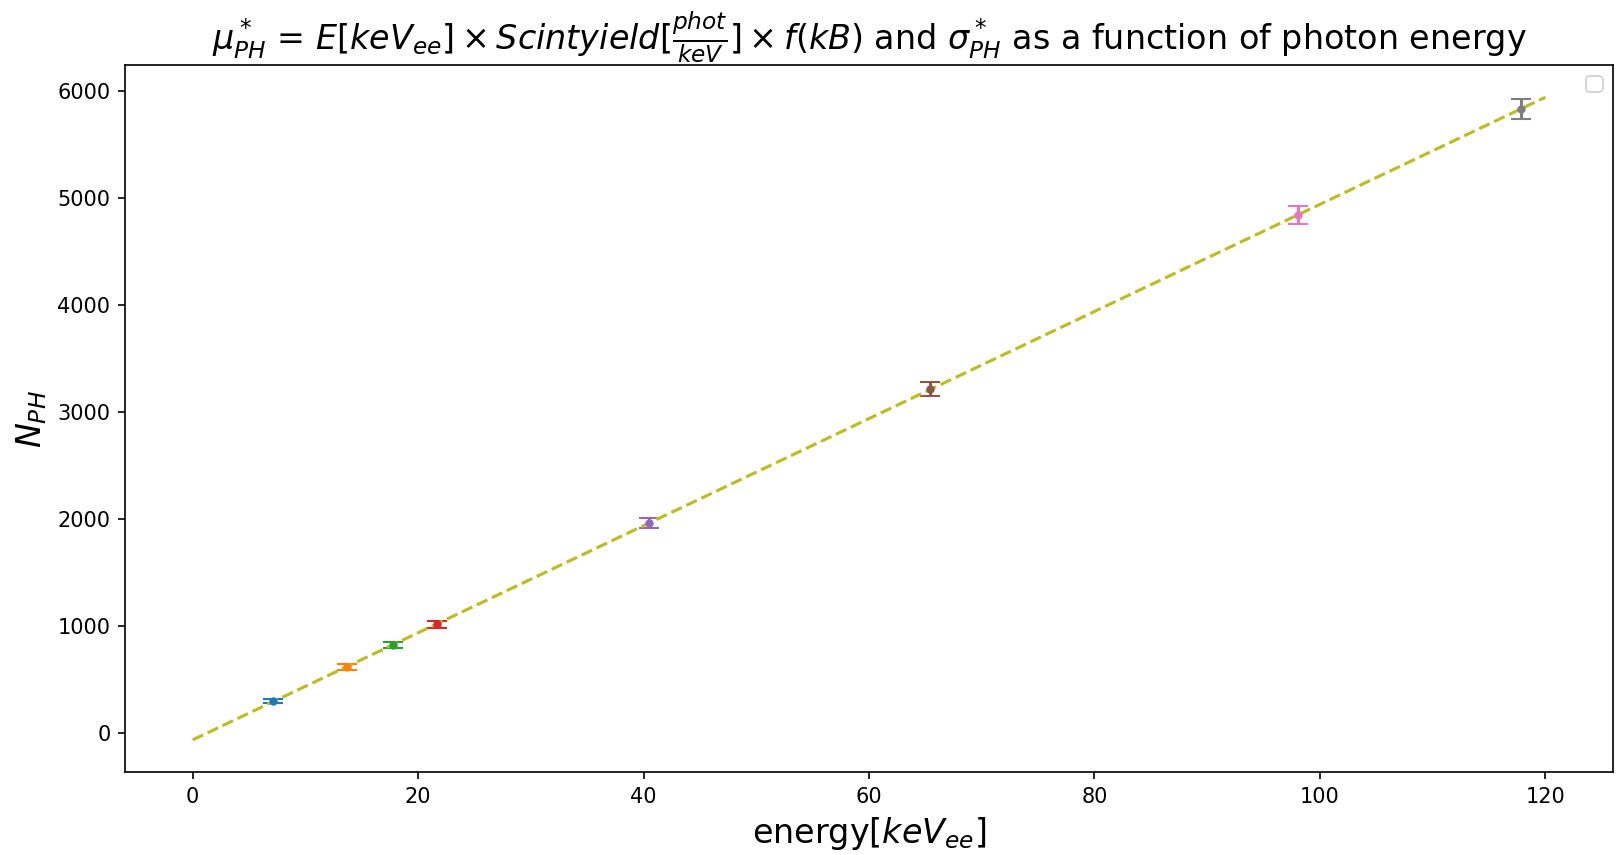 μ*PH = E[keVee] × Scintyield[phot/keV] × f(kB) and σ*PH as a function of photon energy
6000
5000
4000
3000
2000
1000
0
NPH
0 20 40 60 80 100 120
energy[keVee]